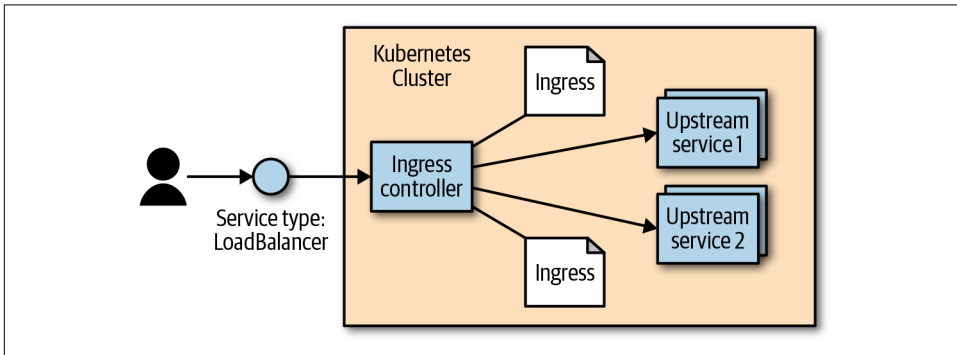 Kubernetes
Cluster
Ingress
Upstream
service 1
Ingress
controller
Service type:
LoadBalancer
Upstream
service 2
Ingress